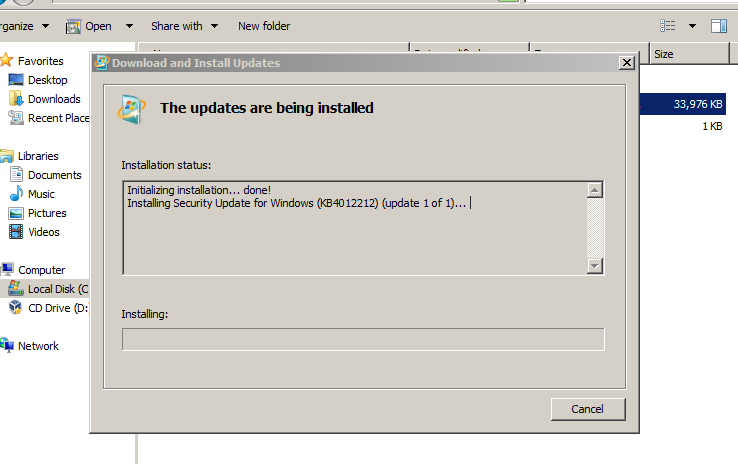 Open
Share with
New folder
Size
Favorites
Desktop
Downloads
Recent Place
Libraries
Documents
Music
Pictures
Videos
Computer
Local Disk (C
CD Drive (D:
Network
33,976 KB
1 KB
Download and Install Updates
The updates are being installed
Installation status:
Initializing installation... done!
Installing Security Update for Windows (KB4012212) (update 1 of 1)...
Installing:
Cancel